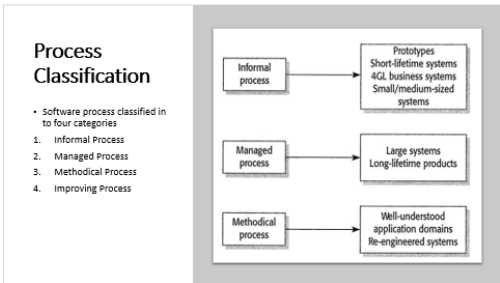 Process
Classification
• Software process classified in
to four categories
1. Informal Process
2. Managed Process
3. Methodical Process
4. Improving Process
Informal
process
Prototypes
Short-lifetime systems
4GL business systems
Small/medium-sized
systems
Managed
process
Large systems
Long-lifetime products
Methodical
process
Well-understood
application domains
Re-engineered systems